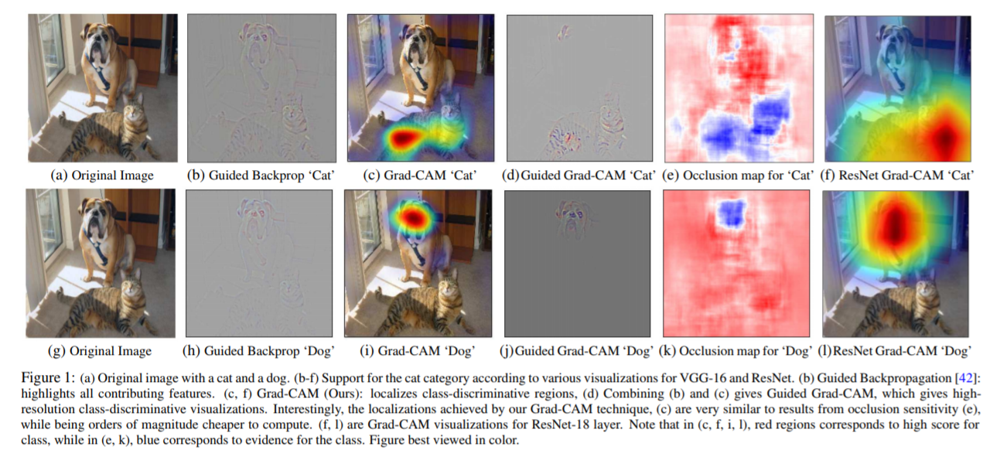 (a) Original Image (b) Guided Backprop ‘Cat’ (c) Grad-CAM ‘Cat’ (d)Guided Grad-CAM ‘Cat’ (e) Occlusion map for ‘Cat’ (f) ResNet Grad-CAM ‘Cat’
(g) Original Image (h) Guided Backprop ‘Dog’ (i) Grad-CAM ‘Dog’ (j)Guided Grad-CAM ‘Dog’ (k) Occlusion map for ‘Dog’ (l)ResNet Grad-CAM ‘Dog’
Figure 1: (a) Original image with a cat and a dog. (b-f) Support for the cat category according to various visualizations for VGG-16 and ResNet. (b) Guided Backpropagation [42]:
highlights all contributing features. (c, f) Grad-CAM (Ours): localizes class-discriminative regions, (d) Combining (b) and (c) gives Guided Grad-CAM, which gives high-
resolution class-discriminative visualizations. Interestingly, the localizations achieved by our Grad-CAM technique, (c) are very similar to results from occlusion sensitivity (e),
while being orders of magnitude cheaper to compute. (f, l) are Grad-CAM visualizations for ResNet-18 layer. Note that in (c, f, i, l), red regions corresponds to high score for
class, while in (e, k), blue corresponds to evidence for the class. Figure best viewed in color.